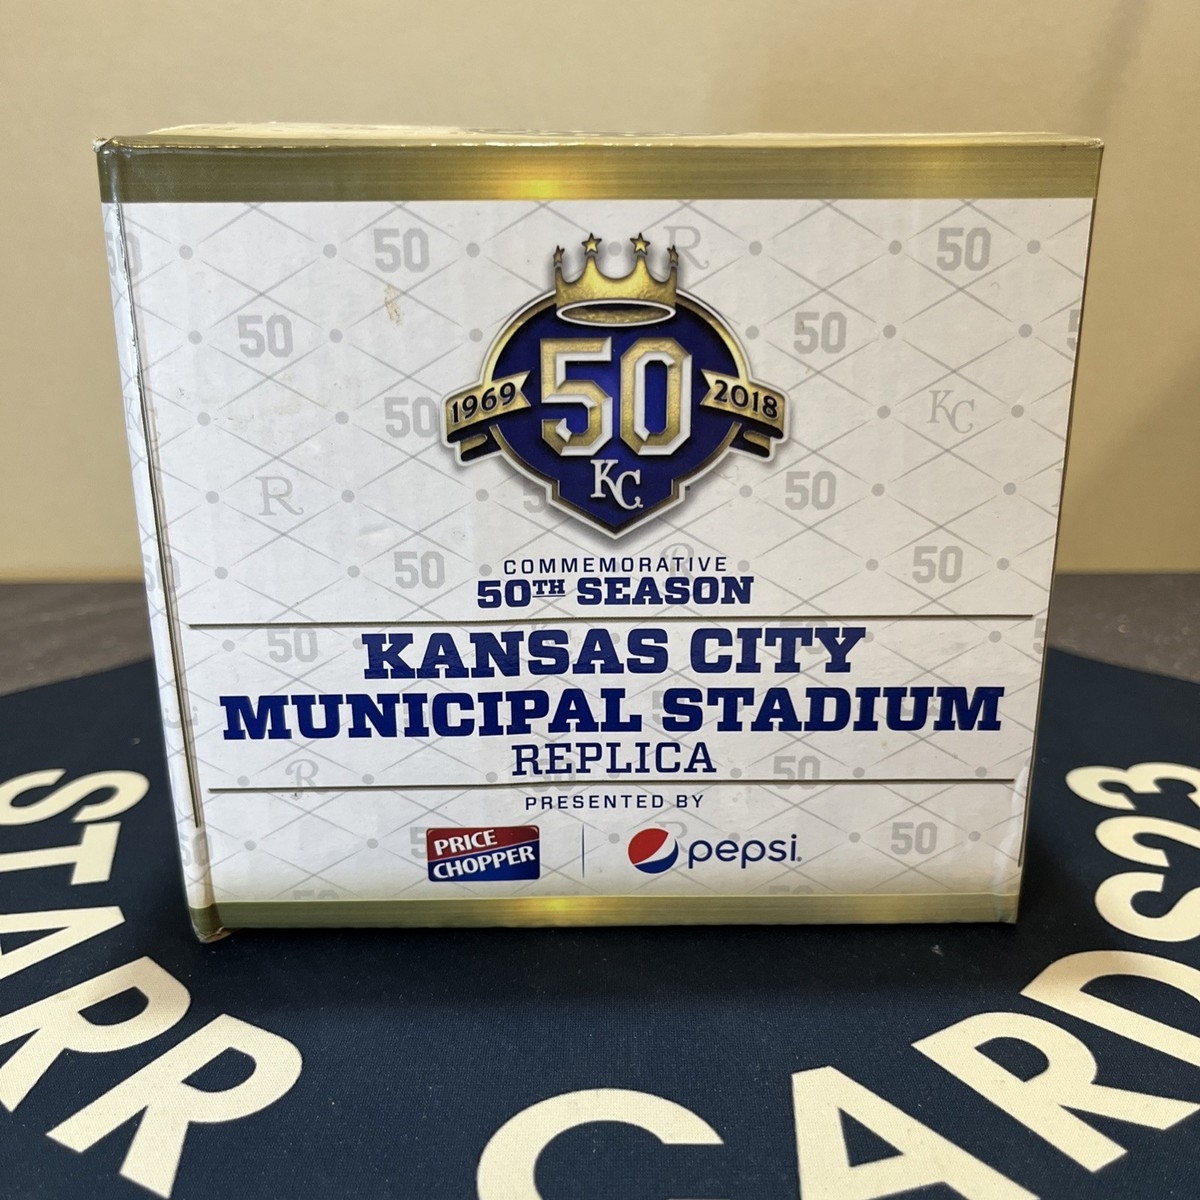 50
1969
2018
KC
COMMEMORATIVE
50TH SEASON
KANSAS CITY
MUNICIPAL STADIUM
REPLICA
PRESENTED BY
PRICE
CHOPPER
pepsi.
STARR
CARDS23